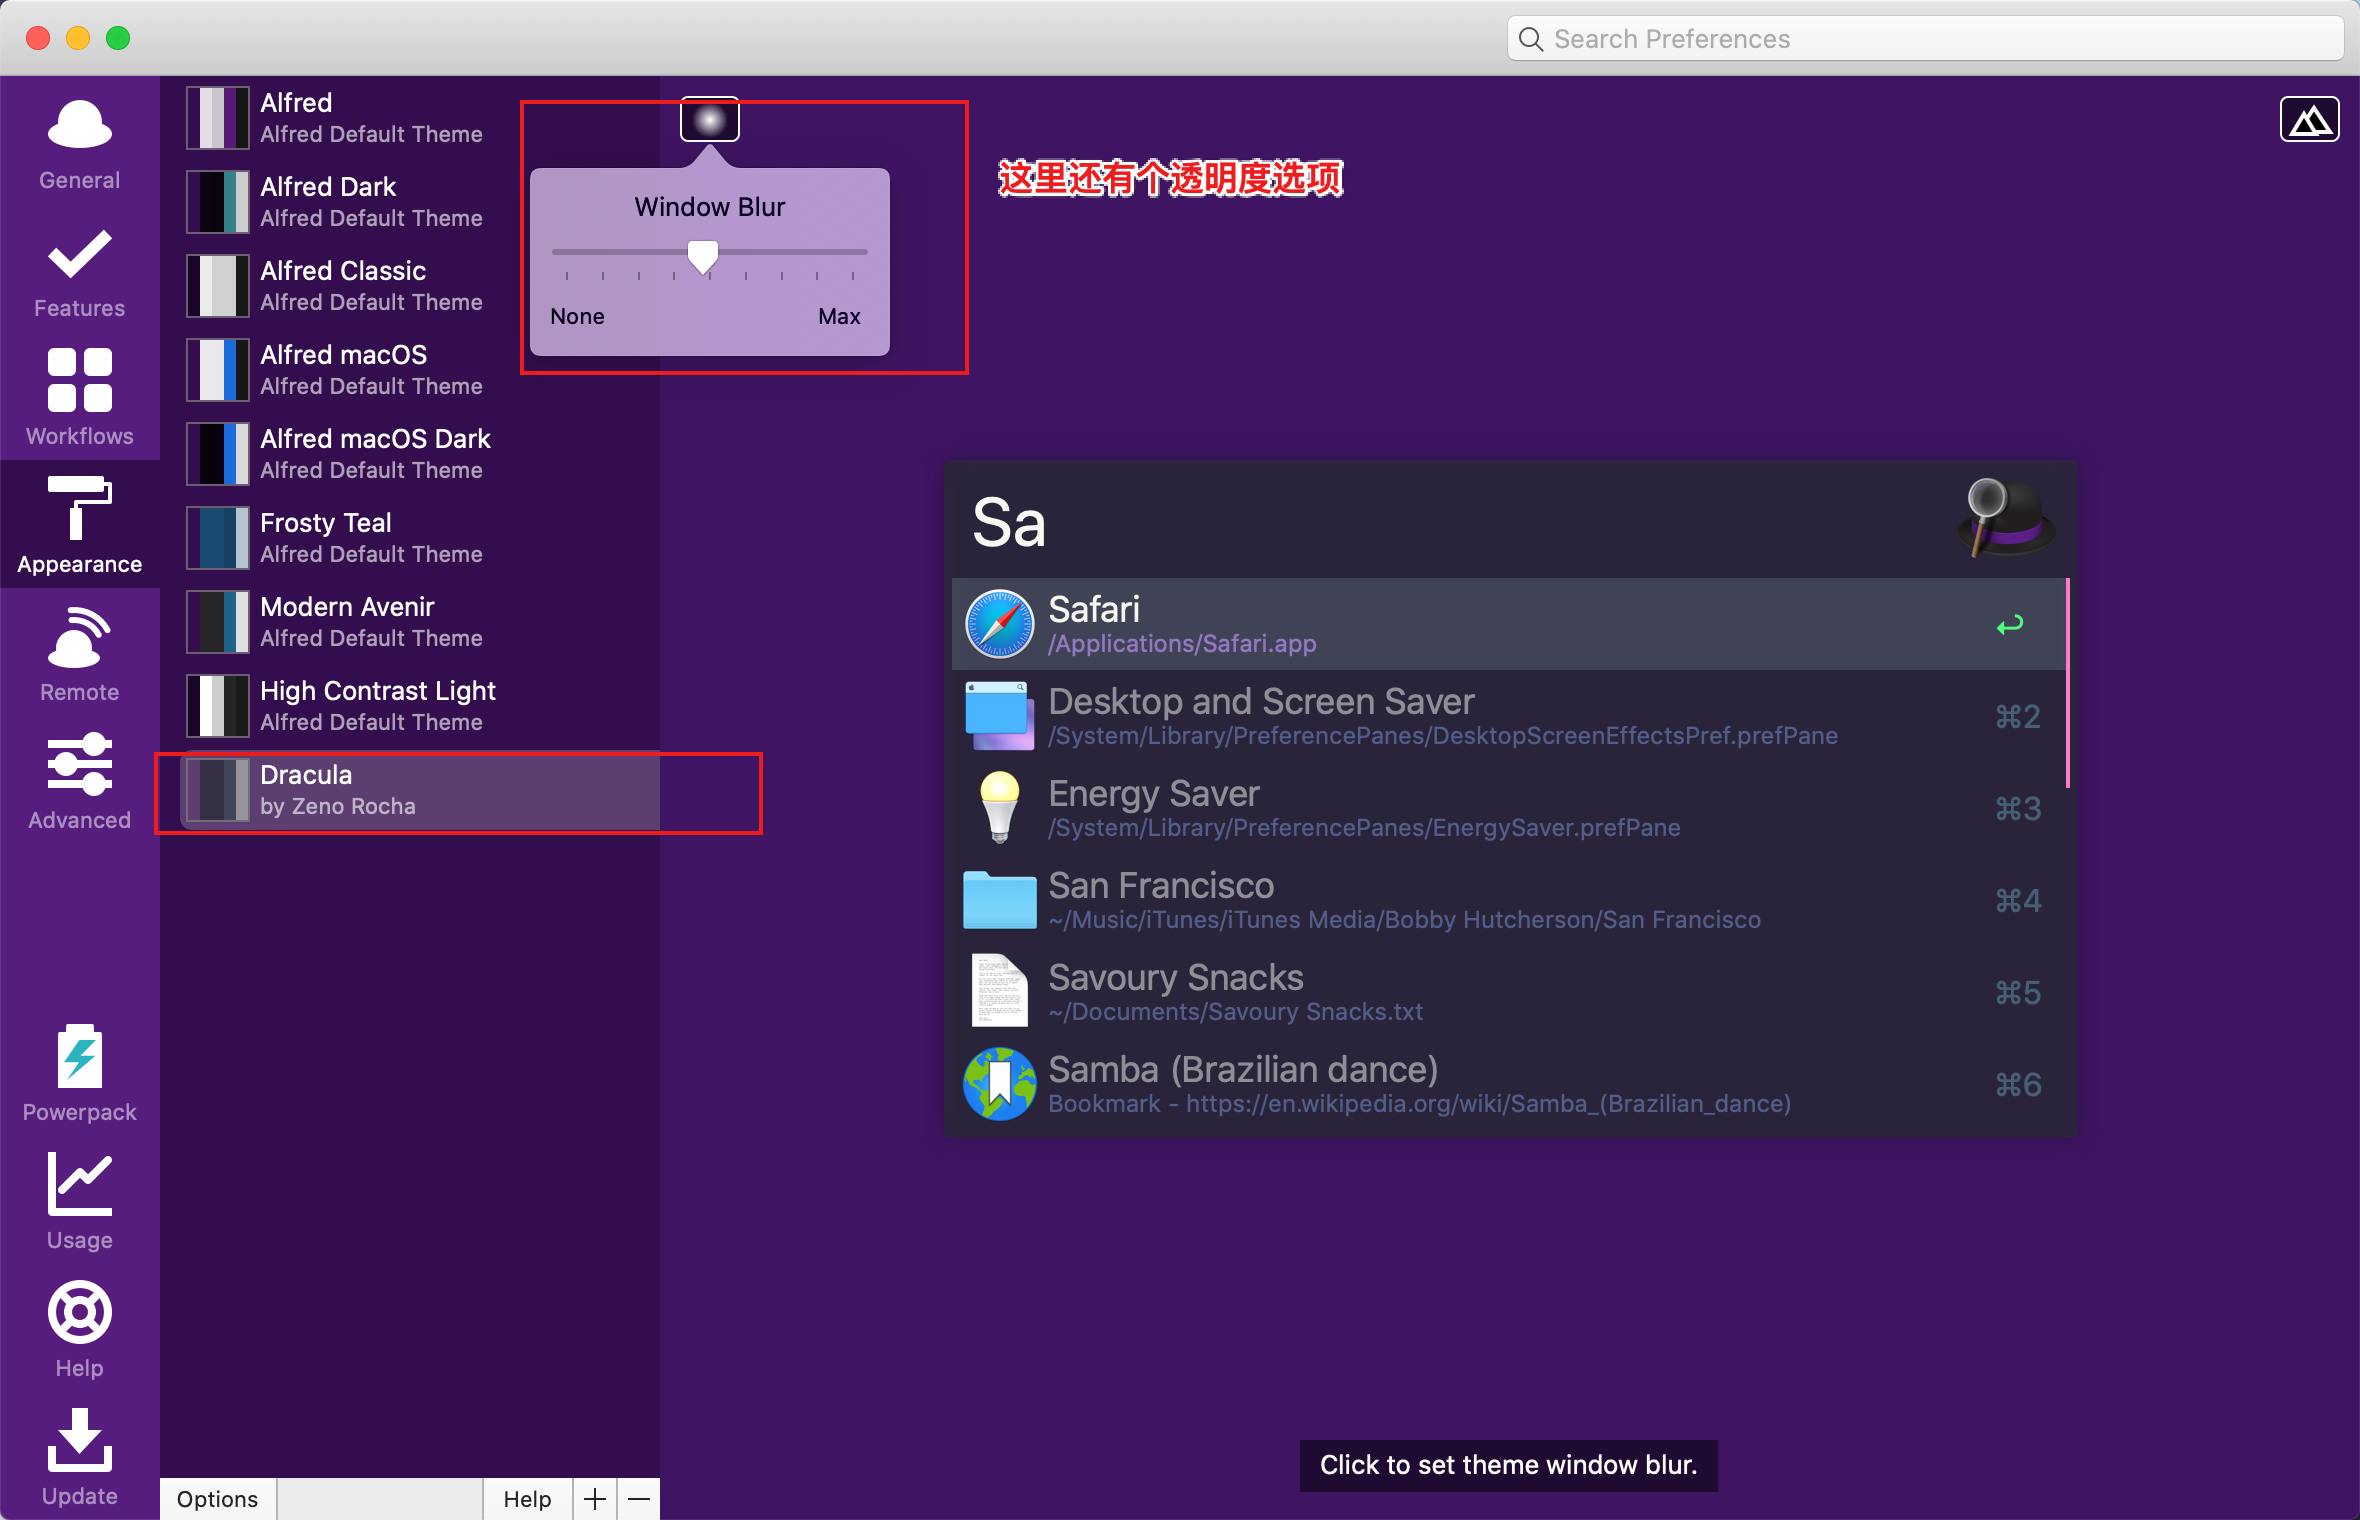 Search Preferences
General
Features
Workflows
Appearance
Remote
Advanced
Powerpack
Usage
Help
Update
Alfred
Alfred Default Theme
Alfred Dark
Alfred Default Theme
Alfred Classic
Alfred Default Theme
Alfred macOS
Alfred Default Theme
Alfred macOS Dark
Alfred Default Theme
Frosty Teal
Alfred Default Theme
Modern Avenir
Alfred Default Theme
High Contrast Light
Alfred Default Theme
Dracula
by Zeno Rocha
Options
Help
Window Blur
None Max
这里还有个透明度选项
Sa
Safari
/Applications/Safari.app
Desktop and Screen Saver
/System/Library/PreferencePanes/DesktopScreenEffectsPref.prefPane
⌘2
Energy Saver
/System/Library/PreferencePanes/EnergySaver.prefPane
⌘3
San Francisco
~/Music/iTunes/iTunes Media/Bobby Hutcherson/San Francisco
⌘4
Savoury Snacks
~/Documents/Savoury Snacks.txt
⌘5
Samba (Brazilian dance)
Bookmark - https://en.wikipedia.org/wiki/Samba_(Brazilian_dance)
⌘6
Click to set theme window blur.